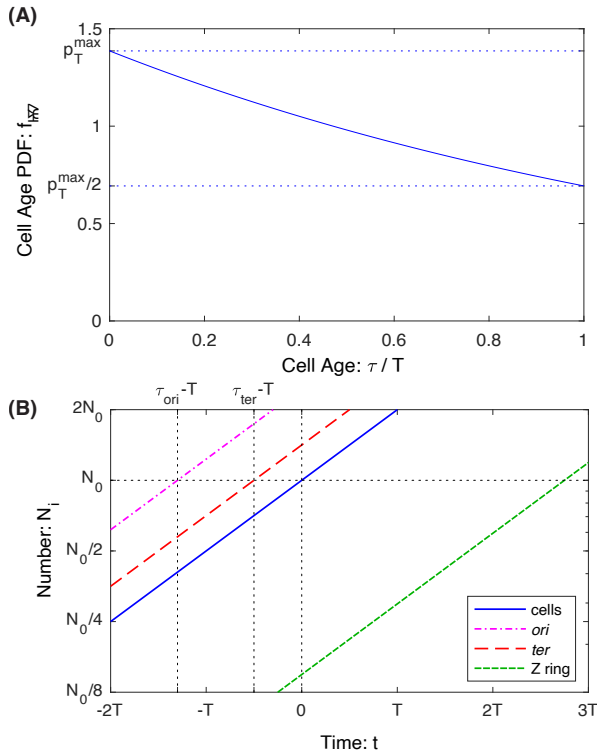 (A)
1.5
p_T^max
1
p_T^max/2
0.5
0
0 0.2 0.4 0.6 0.8 1
Cell Age PDF: f
Cell Age: τ / T
τ_ori-T τ_ter-T
(B)
2N_0
N_0
N_0/2
N_0/4
N_0/8
Number: N_i
cells
ori
ter
Z ring
-2T -T 0 T 2T 3T
Time: t